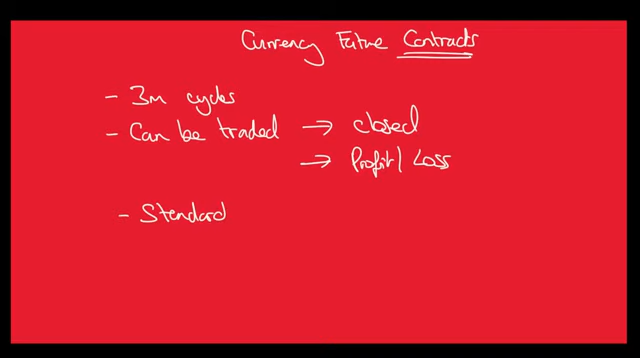 Currency Future Contracts
- 3m cycles
- Can be traded → closed
→ Profit / Loss
- Standard